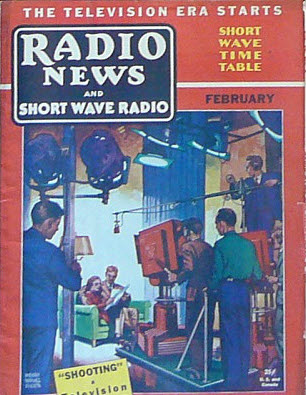 THE TELEVISION ERA STARTS
RADIO
NEWS
AND
SHORT WAVE RADIO
SHORT
WAVE
TIME
TABLE
FEBRUARY
25¢
U.S. and
Canada
"SHOOTING"
a
Television